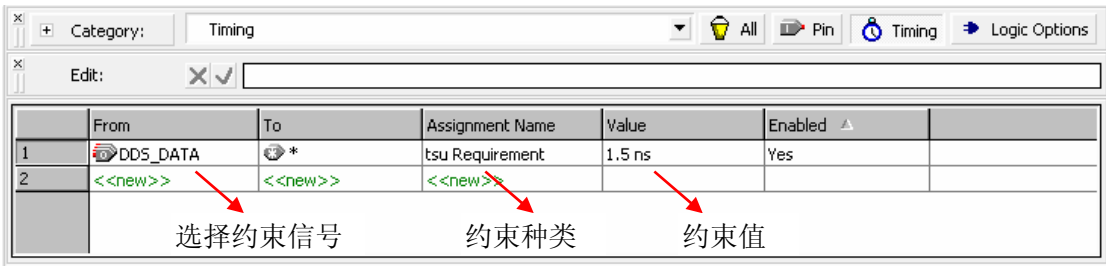 Category: Timing All Pin Timing Logic Options
Edit:
From To Assignment Name Value Enabled
1 DDS_DATA * tsu Requirement 1.5 ns Yes
2 <<new>> <<new>> <<new>>
选择约束信号 约束种类 约束值